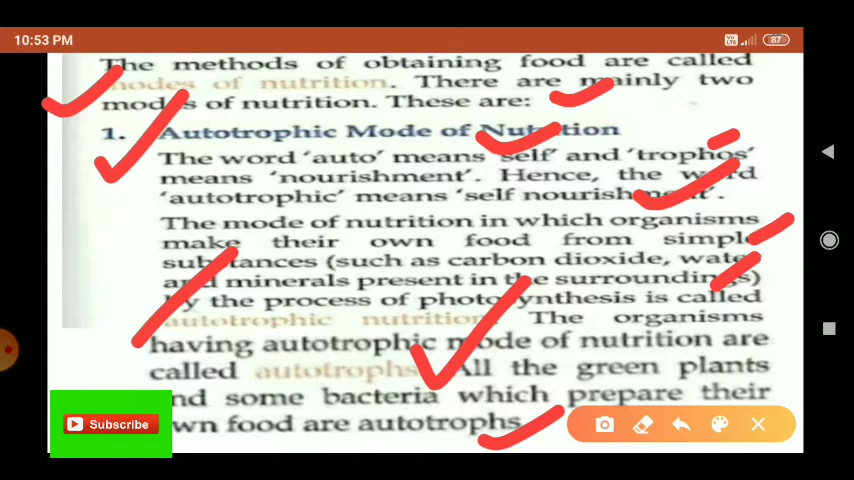 10:53 PM
Vo LTE
87
The methods of obtaining food are called
modes of nutrition. There are mainly two
modes of nutrition. These are:
1. Autotrophic Mode of Nutrition
The word 'auto' means 'self' and 'trophos'
means 'nourishment'. Hence, the word
'autotrophic' means 'self nourishment'.
The mode of nutrition in which organisms
make their own food from simple
substances (such as carbon dioxide, water
and minerals present in the surroundings)
by the process of photosynthesis is called
autotrophic nutrition. The organisms
having autotrophic mode of nutrition are
called autotrophs. All the green plants
and some bacteria which prepare their
own food are autotrophs
Subscribe